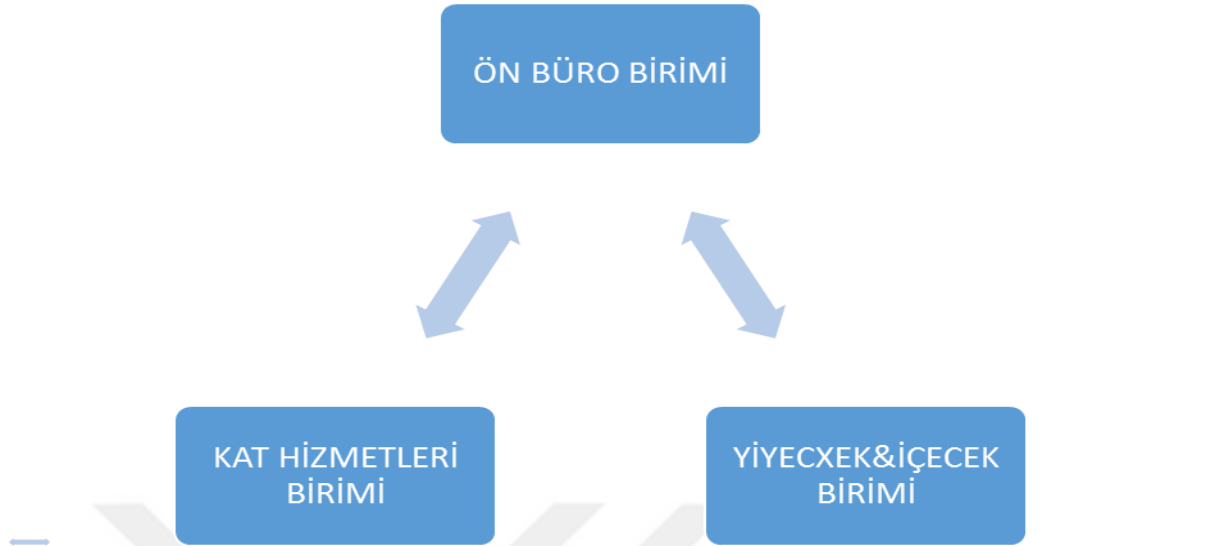 ÖN BÜRO BİRİMİ
KAT HİZMETLERİ
BİRİMİ
YİYECXEK&İÇECEK
BİRİMİ